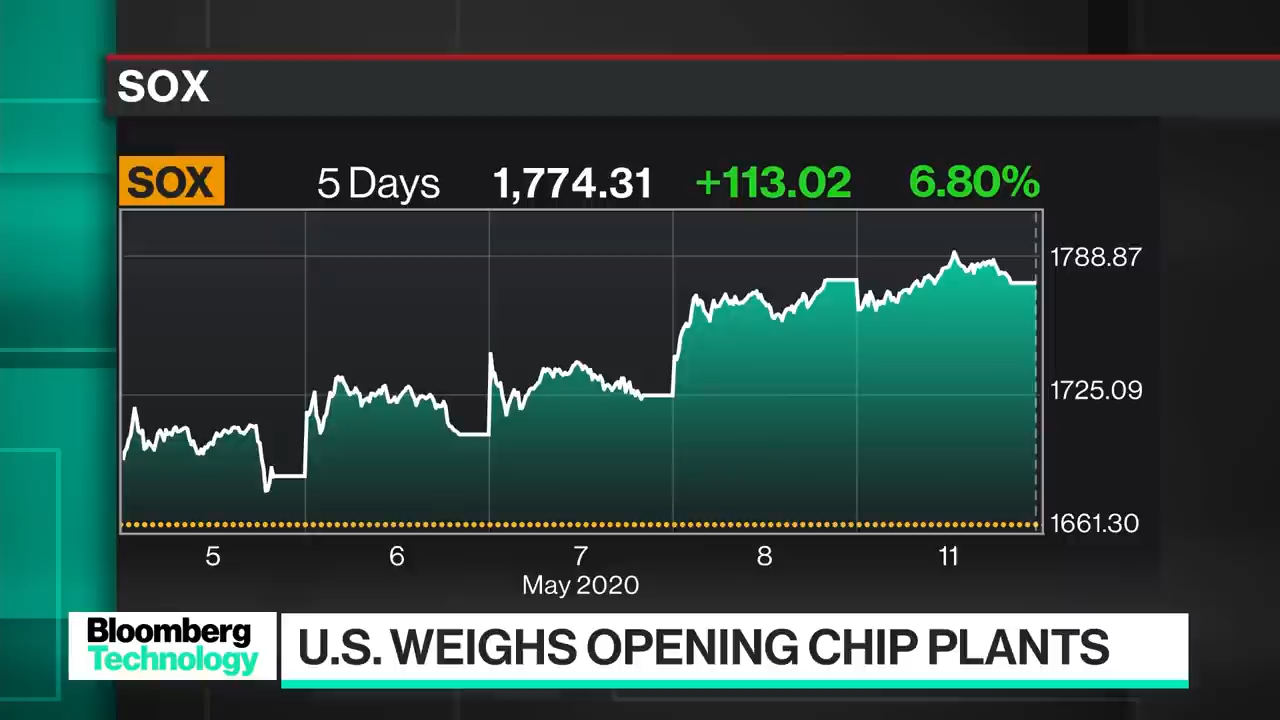 SOX
SOX 5 Days 1,774.31 +113.02 6.80%
1788.87
1725.09
1661.30
5 6 7 8 11
May 2020
Bloomberg
Technology
U.S. WEIGHS OPENING CHIP PLANTS